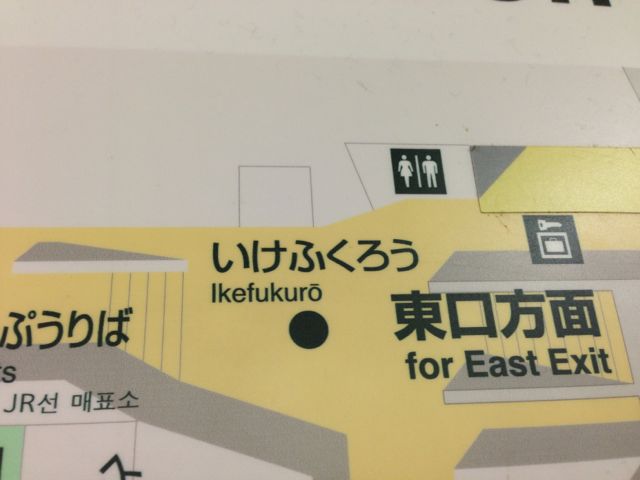 いけふくろう
Ikefukurō
東口方面
for East Exit
ぷうりば
rs
JR선 매표소